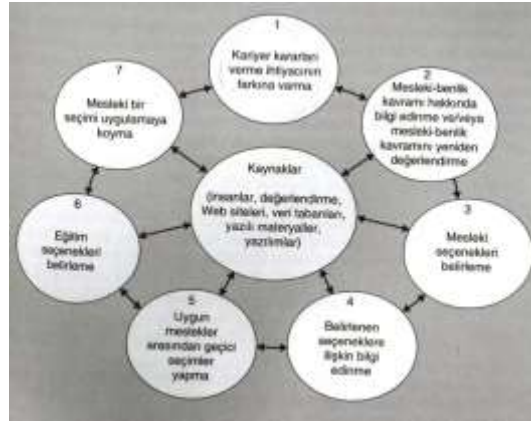 1
Kariyer kararları
verme ihtiyacının
farkına varma
2
Mesleki-benlik
kavramı hakkında
bilgi edinme ve/veya
mesleki-benlik
kavramını yeniden
değerlendirme
3
Mesleki
seçenekleri
belirleme
4
Belirlenen
seçeneklere
ilişkin bilgi
edinme
5
Uygun
meslekler
arasından geçici
seçimler
yapma
6
Eğitim
seçenekleri
belirleme
7
Mesleki bir
seçimi uygulamaya
koyma
Kaynaklar
(insanlar, değerlendirme,
Web siteleri, veri tabanları,
yazılı materyaller,
yazılımlar)